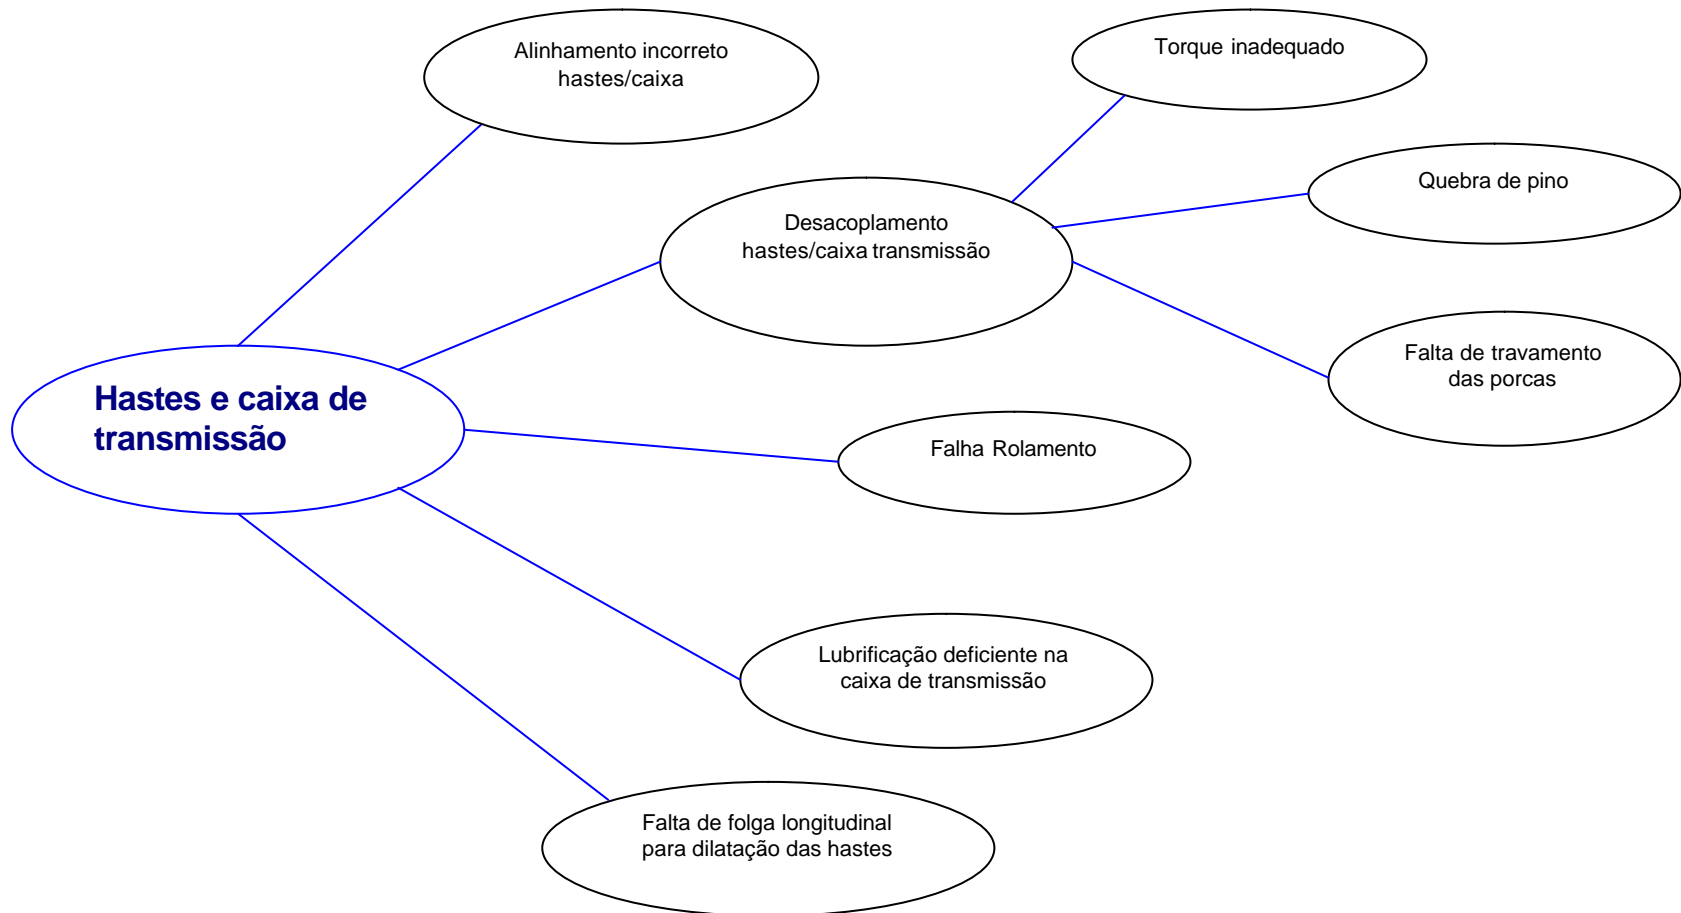 Alinhamento incorreto
hastes/caixa
Torque inadequado
Quebra de pino
Desacoplamento
hastes/caixa transmissão
Falta de travamento
das porcas
Hastes e caixa de
transmissão
Falha Rolamento
Lubrificação deficiente na
caixa de transmissão
Falta de folga longitudinal
para dilatação das hastes